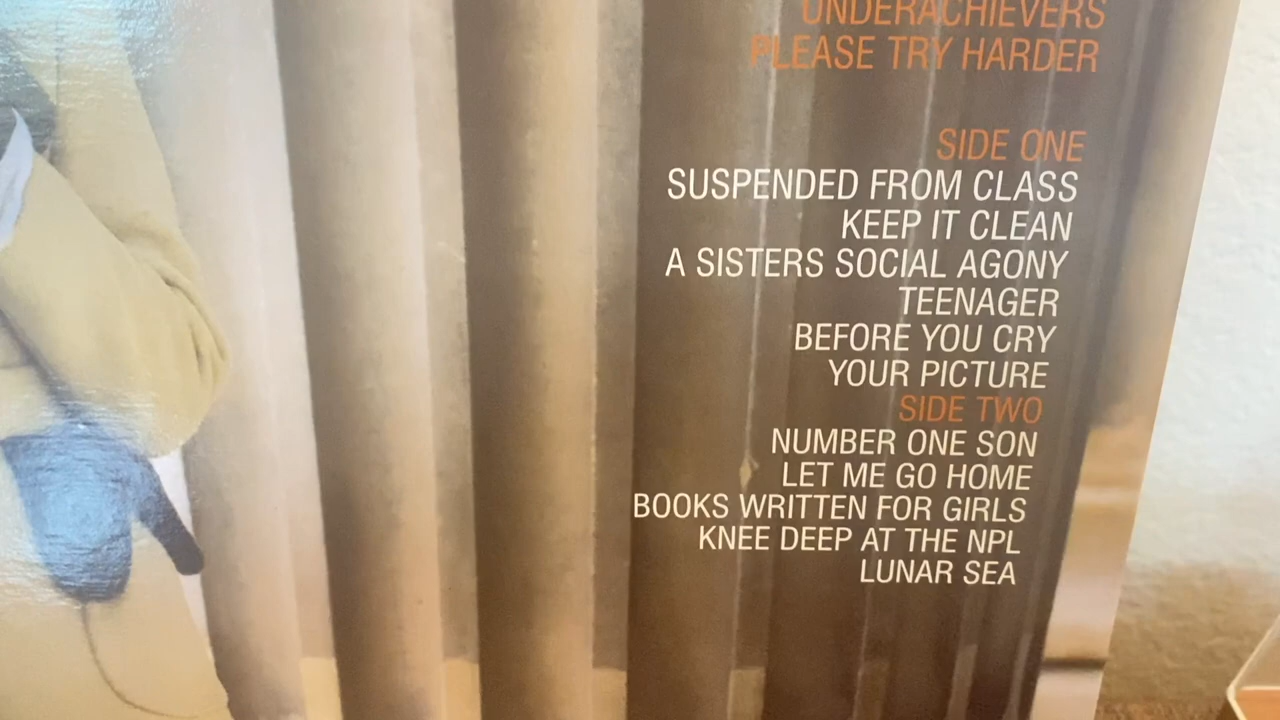 UNDERACHIEVERS
PLEASE TRY HARDER
SIDE ONE
SUSPENDED FROM CLASS
KEEP IT CLEAN
A SISTERS SOCIAL AGONY
TEENAGER
BEFORE YOU CRY
YOUR PICTURE
SIDE TWO
NUMBER ONE SON
LET ME GO HOME
BOOKS WRITTEN FOR GIRLS
KNEE DEEP AT THE NPL
LUNAR SEA